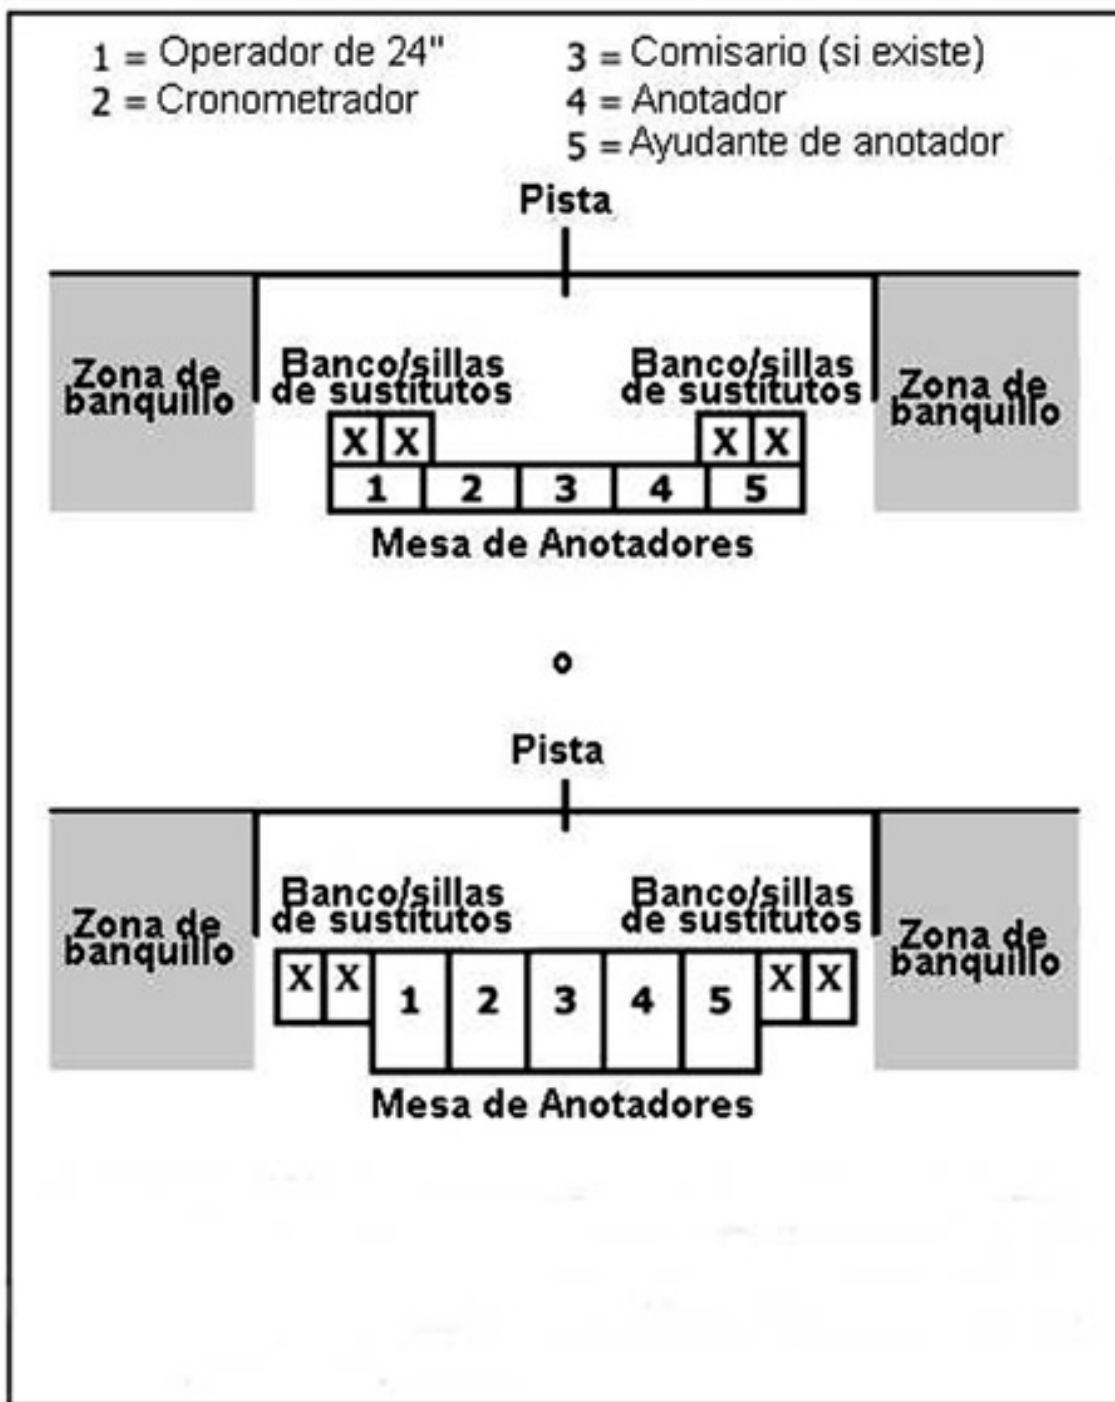 1 = Operador de 24"
2 = Cronometrador
3 = Comisario (si existe)
4 = Anotador
5 = Ayudante de anotador
Pista
Zona de
banquillo
Banco/sillas
de sustitutos
Banco/sillas
de sustitutos
Zona de
banquillo
X X
X X
1 2 3 4 5
Mesa de Anotadores
o
Pista
Zona de
banquillo
Banco/sillas
de sustitutos
Banco/sillas
de sustitutos
Zona de
banquillo
X X 1 2 3 4 5 X X
Mesa de Anotadores